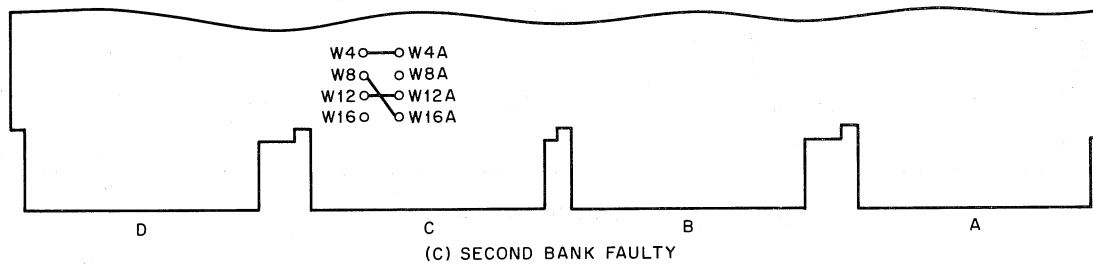 W4 W4A
W8 W8A
W12 W12A
W16 W16A
D C B A
(C) SECOND BANK FAULTY